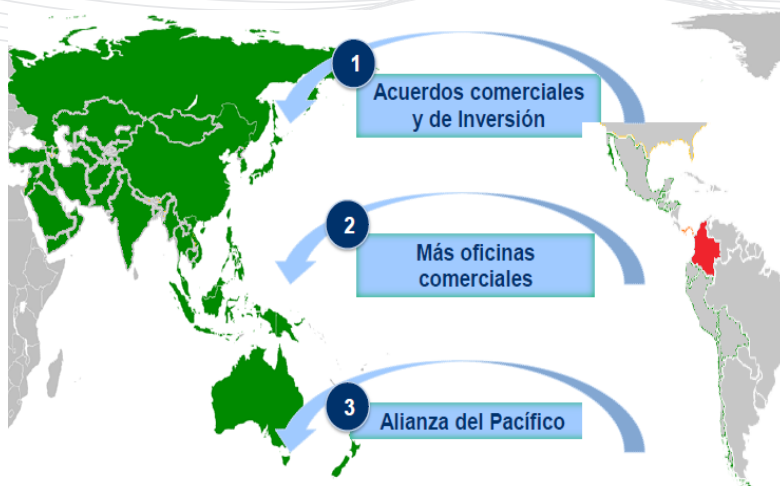 1
Acuerdos comerciales
y de Inversión
2
Más oficinas
comerciales
3
Alianza del Pacífico